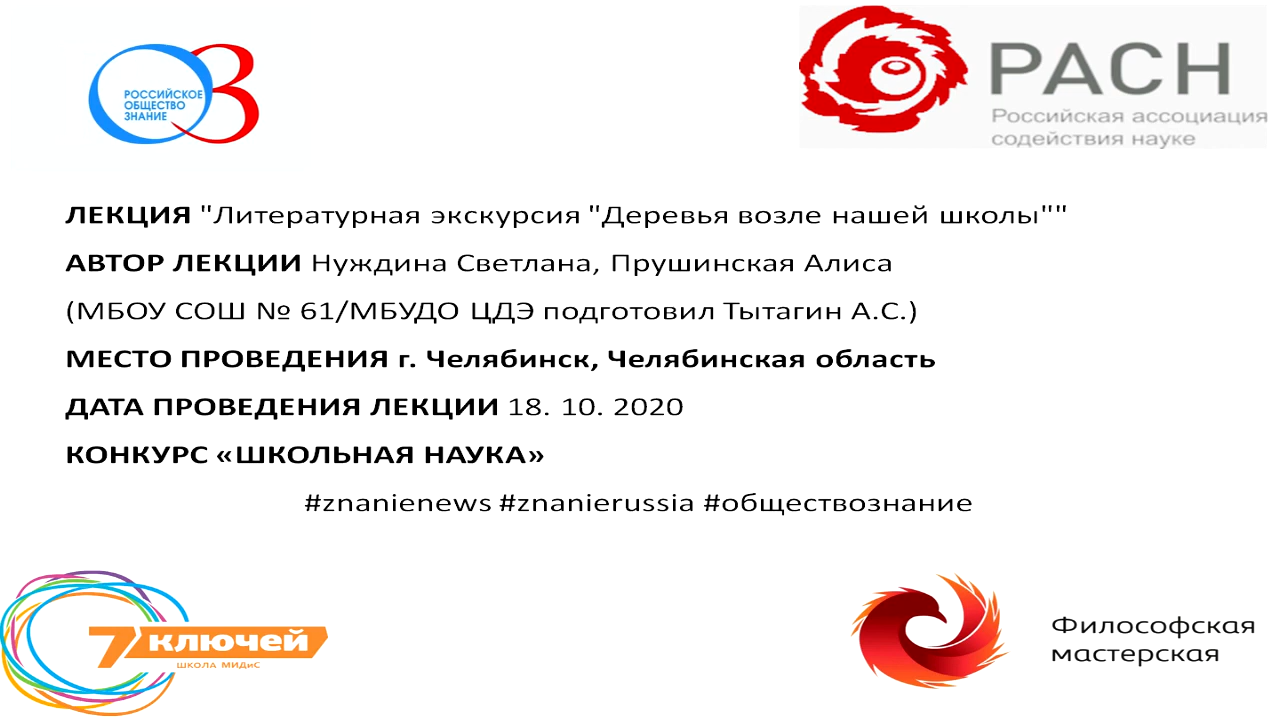 РОССИЙСКОЕ
ОБЩЕСТВО
ЗНАНИЕ
РАСН
Российская ассоциация
содействия науке
ЛЕКЦИЯ "Литературная экскурсия "Деревья возле нашей школы""
АВТОР ЛЕКЦИИ Нуждина Светлана, Прушинская Алиса
(МБОУ СОШ № 61/МБУДО ЦДЭ подготовил Тытагин А.С.)
МЕСТО ПРОВЕДЕНИЯ г. Челябинск, Челябинская область
ДАТА ПРОВЕДЕНИЯ ЛЕКЦИИ 18. 10. 2020
КОНКУРС «ШКОЛЬНАЯ НАУКА»
#znanienews #znanierussia #обществознание
7 ключей
ШКОЛА МИДиС
Философская
мастерская